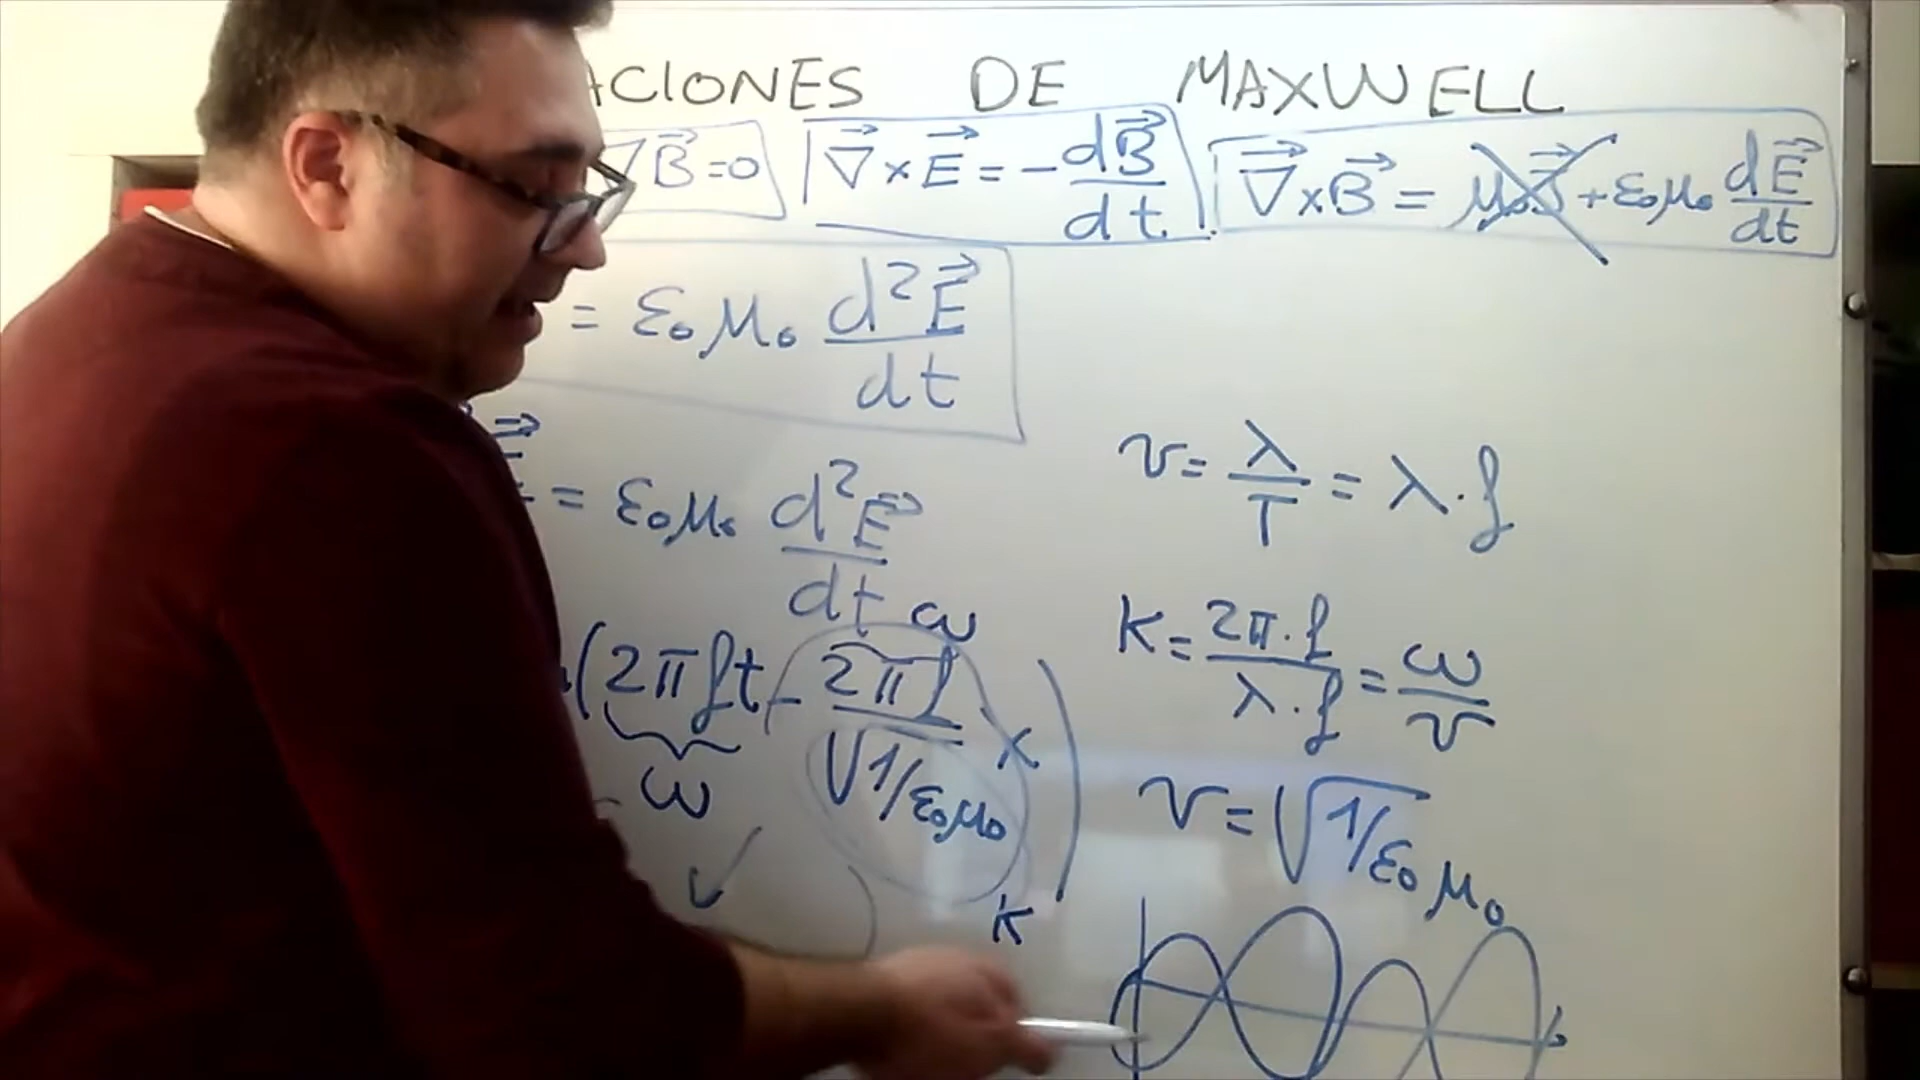 ACIONES DE MAXWELL
∇B⃗=0 ∇⃗×E⃗=-dB⃗/dt ∇⃗×B⃗=μ₀J⃗+ε₀μ₀ dE⃗/dt
= ε₀μ₀ d²E⃗/dt
= ε₀μ₀ d²E⃗/dt
(2πft - 2πf/√1/ε₀μ₀ x)
ω
ω
k
v = λ/T = λ·f
K = 2π·f/λ·f = ω/v
v = √1/ε₀μ₀